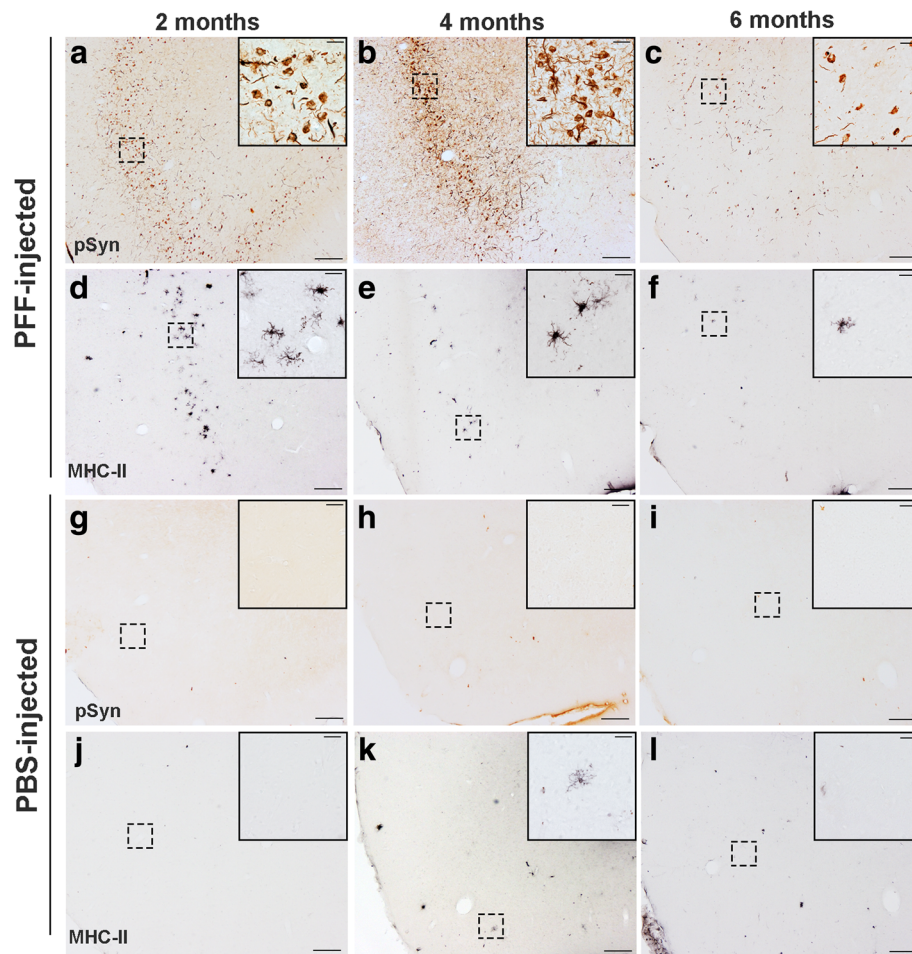 2 months 4 months 6 months
PFF-injected
a b c
pSyn
d e f
MHC-II
PBS-injected
g h i
pSyn
j k l
MHC-II